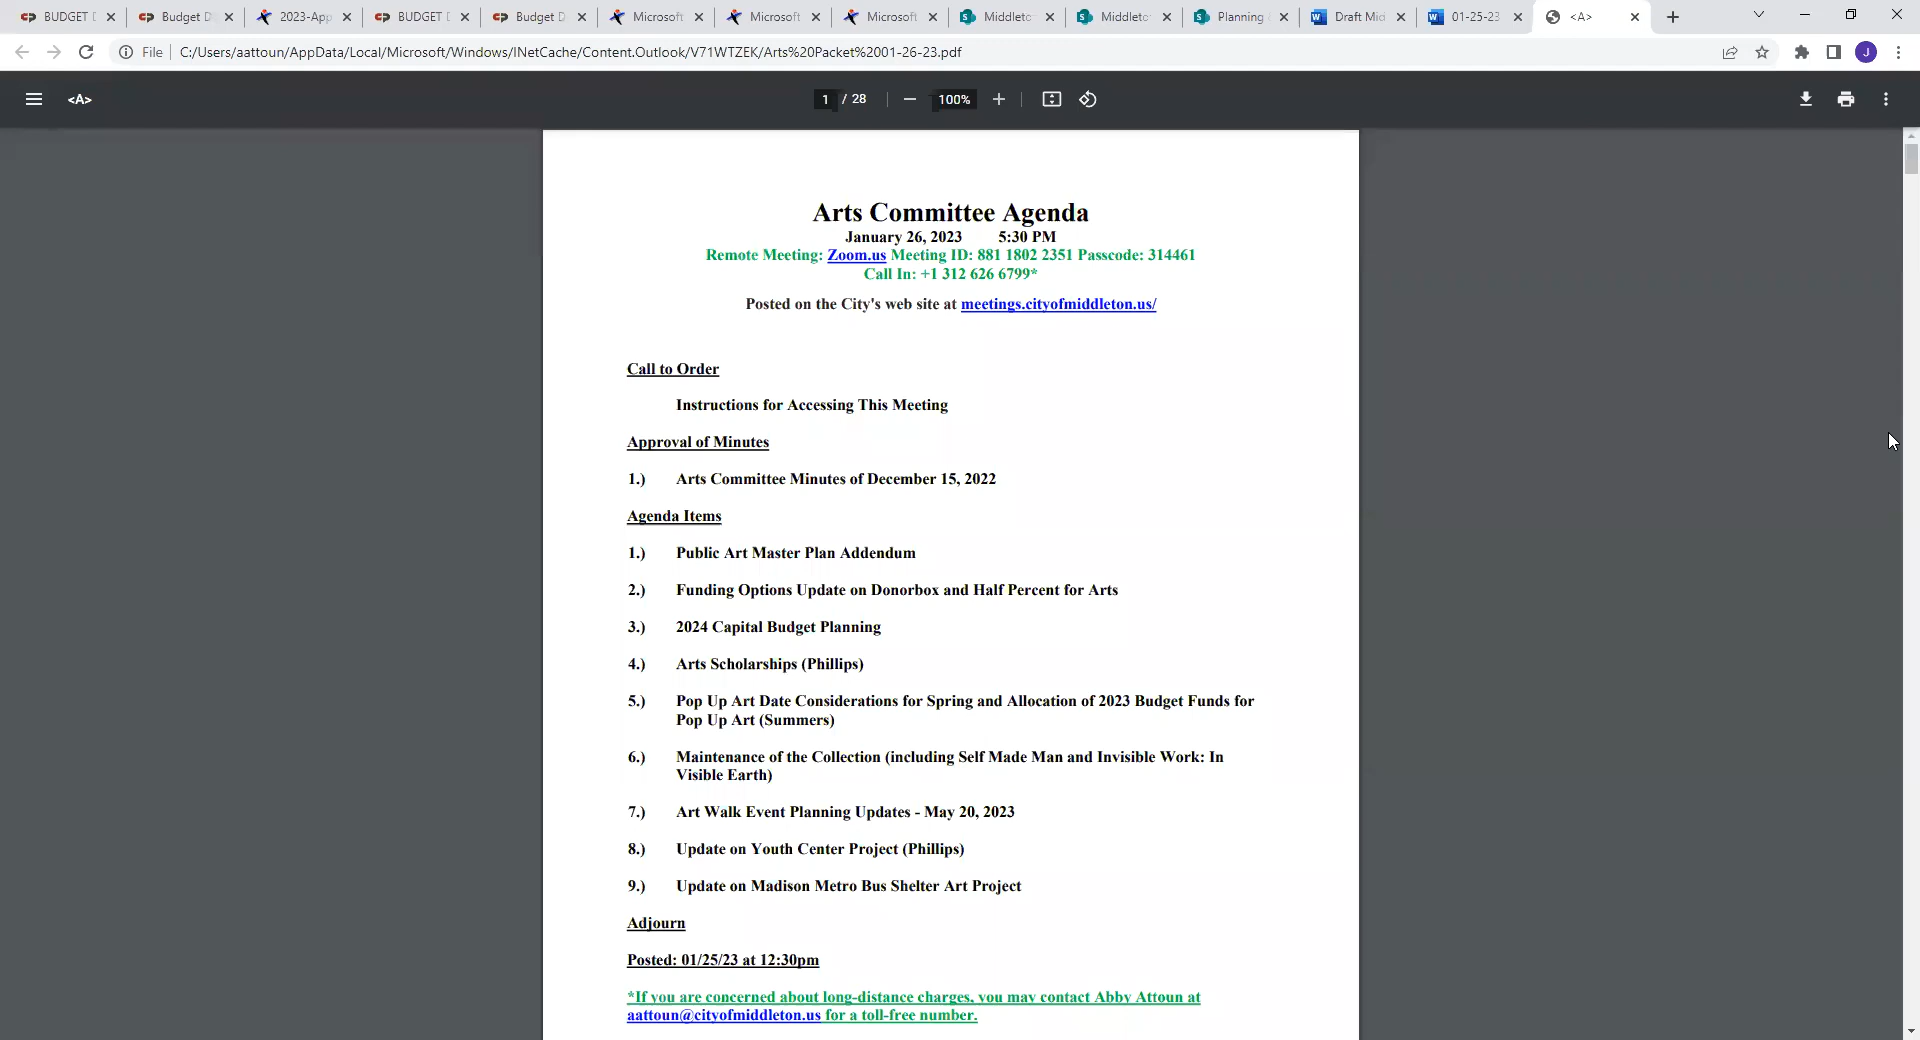 BUDGET D
Budget D
2023-App
BUDGET D
Budget D
Microsoft
Microsoft
Microsoft
Middleto
Middleto
Planning
Draft Mid
01-25-23
<A>
File
C:/Users/aattoun/AppData/Local/Microsoft/Windows/INetCache/Content.Outlook/V71WTZEK/Arts%20Packet%2001-26-23.pdf
J
<A>
1 / 28
100%
Arts Committee Agenda
January 26, 2023 5:30 PM
Remote Meeting: Zoom.us Meeting ID: 881 1802 2351 Passcode: 314461
Call In: +1 312 626 6799*
Posted on the City's web site at meetings.cityofmiddleton.us/
Call to Order
Instructions for Accessing This Meeting
Approval of Minutes
1.) Arts Committee Minutes of December 15, 2022
Agenda Items
1.) Public Art Master Plan Addendum
2.) Funding Options Update on Donorbox and Half Percent for Arts
3.) 2024 Capital Budget Planning
4.) Arts Scholarships (Phillips)
5.) Pop Up Art Date Considerations for Spring and Allocation of 2023 Budget Funds for
Pop Up Art (Summers)
6.) Maintenance of the Collection (including Self Made Man and Invisible Work: In
Visible Earth)
7.) Art Walk Event Planning Updates - May 20, 2023
8.) Update on Youth Center Project (Phillips)
9.) Update on Madison Metro Bus Shelter Art Project
Adjourn
Posted: 01/25/23 at 12:30pm
*If you are concerned about long-distance charges, you may contact Abby Attoun at
aattoun@cityofmiddleton.us for a toll-free number.